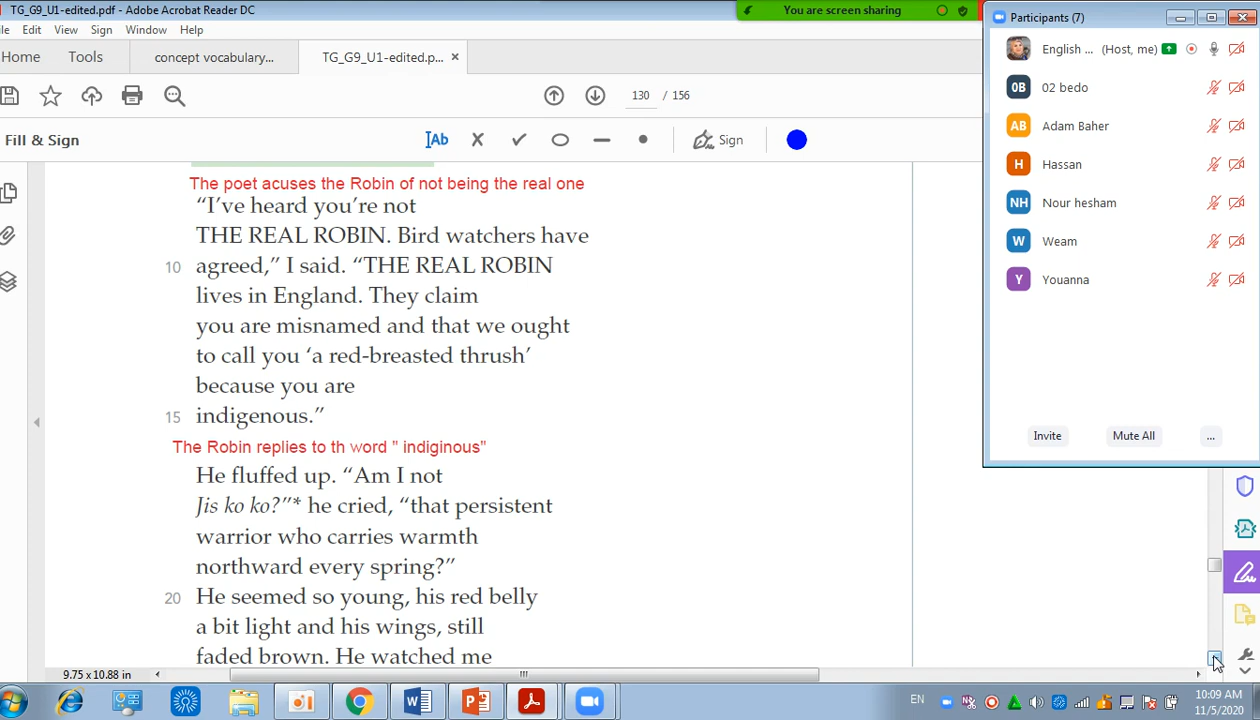 TG_G9_U1-edited.pdf - Adobe Acrobat Reader DC
You are screen sharing
Participants (7)
ile Edit View Sign Window Help
Home Tools concept vocabulary... TG_G9_U1-edited.p... ×
130 / 156
Fill & Sign
Ab Sign
English ... (Host, me)
0B 02 bedo
AB Adam Baher
H Hassan
NH Nour hesham
W Weam
Y Youanna
Invite Mute All ...
The poet acuses the Robin of not being the real one
“I’ve heard you’re not
THE REAL ROBIN. Bird watchers have
10 agreed,” I said. “THE REAL ROBIN
lives in England. They claim
you are misnamed and that we ought
to call you ‘a red-breasted thrush’
because you are
15 indigenous.”
The Robin replies to th word " indiginous"
He fluffed up. “Am I not
Jis ko ko?”* he cried, “that persistent
warrior who carries warmth
northward every spring?”
20 He seemed so young, his red belly
a bit light and his wings, still
faded brown. He watched me
9.75 x 10.88 in
EN
10:09 AM
11/5/2020